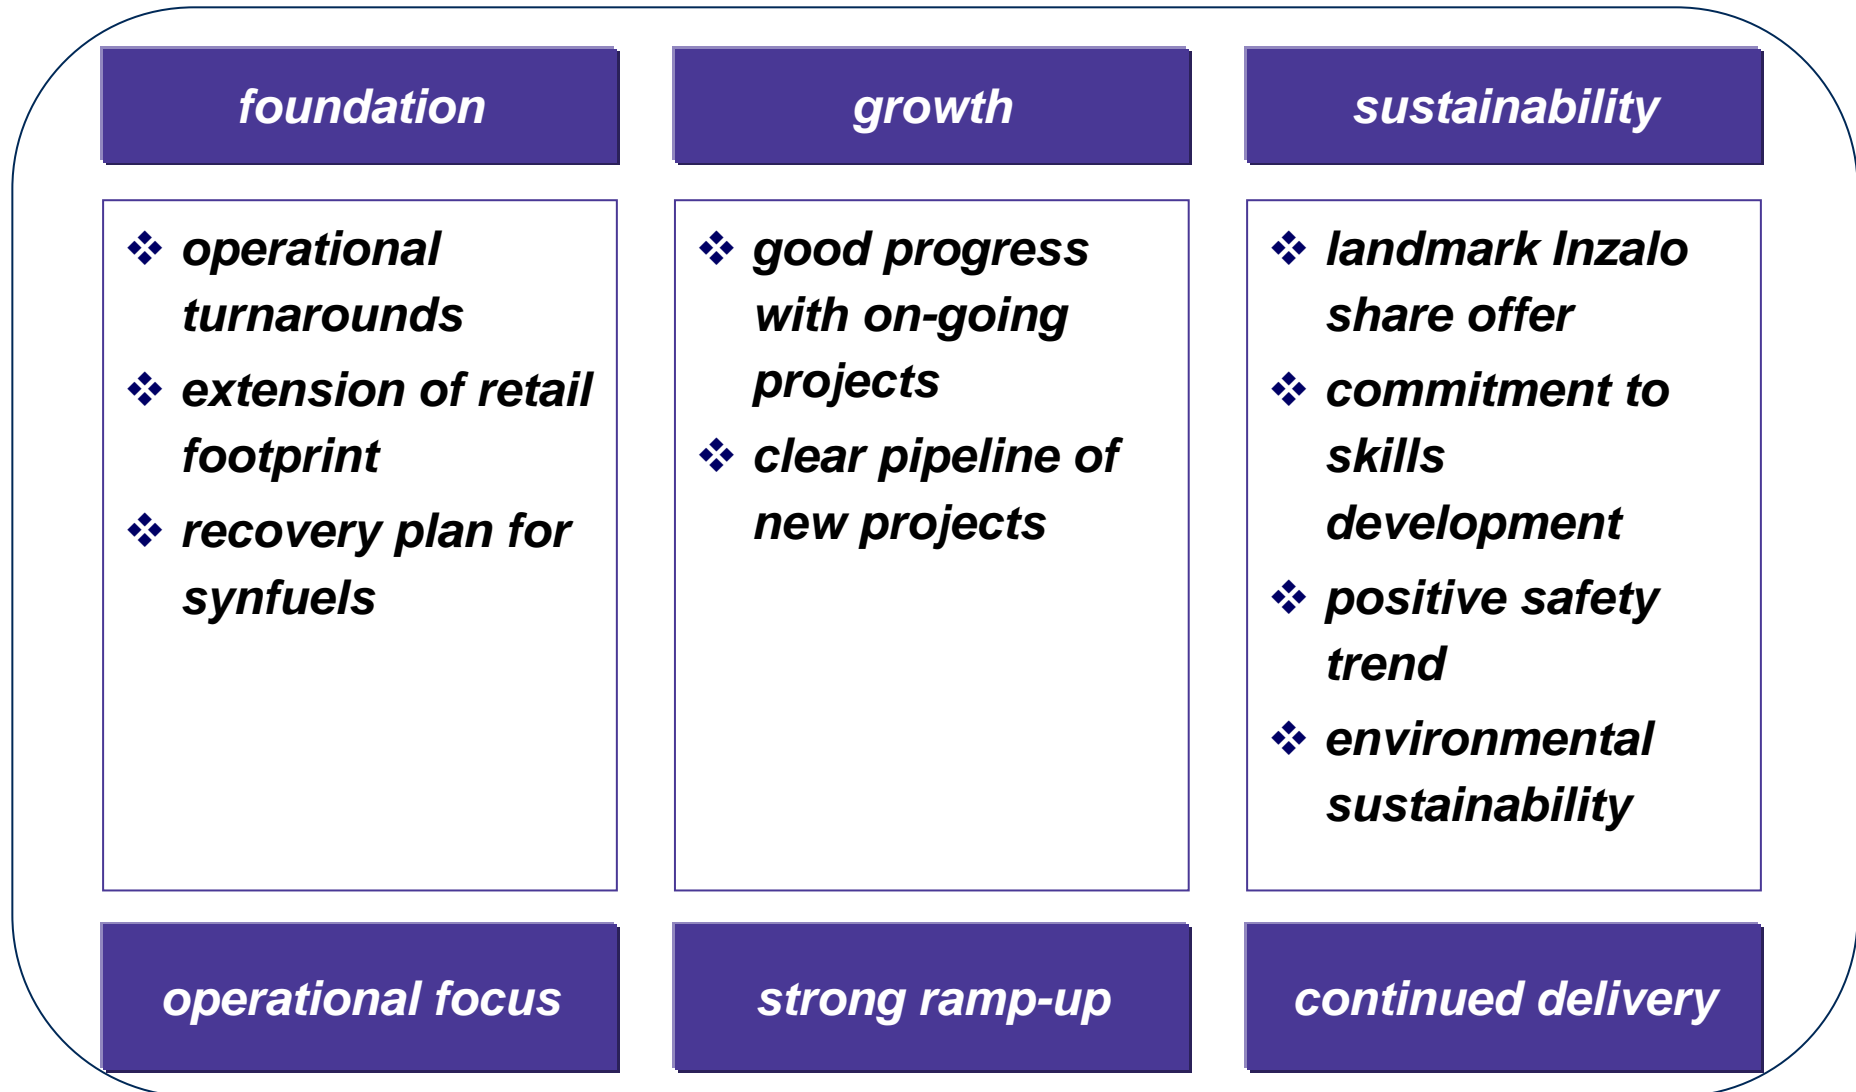 foundation
operational
turnarounds
extension of retail
footprint
recovery plan for
synfuels
operational focus
growth
good progress
with on-going
projects
clear pipeline of
new projects
strong ramp-up
sustainability
landmark Inzalo
share offer
commitment to
skills
development
positive safety
trend
environmental
sustainability
continued delivery